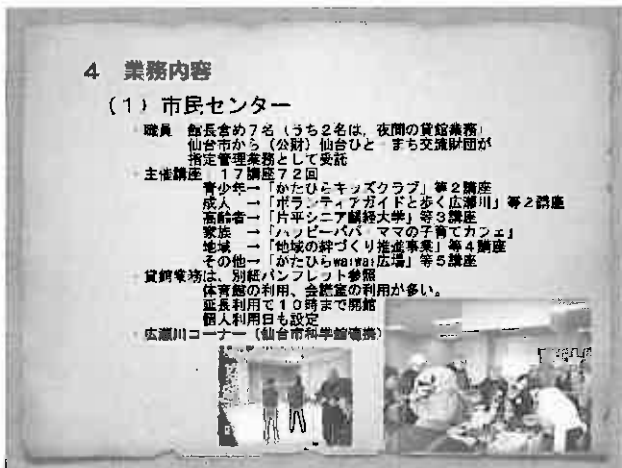 4 業務内容
(1) 市民センター
職員 館長含め7名(うち2名は,夜間の貸館業務)
仙台市から(公財)仙台ひと・まち交流財団が
指定管理業務として受託
主催講座 17講座72回
青少年→「かたひらキッズクラブ」等2講座
成人 →「ボランティアガイドと歩く広瀬川」等2講座
高齢者→「片平シニア麟経大学」等3講座
家族 →「ハッピーパパ・ママの子育てカフェ」
地域 →「地域の絆づくり推進事業」等4講座
その他→「かたひらwaiwai広場」等5講座
貸館業務は、別紙パンフレット参照
体育館の利用、会議室の利用が多い。
延長利用で10時まで開館
個人利用日も設定
広瀬川コーナー(仙台市科学館連携)